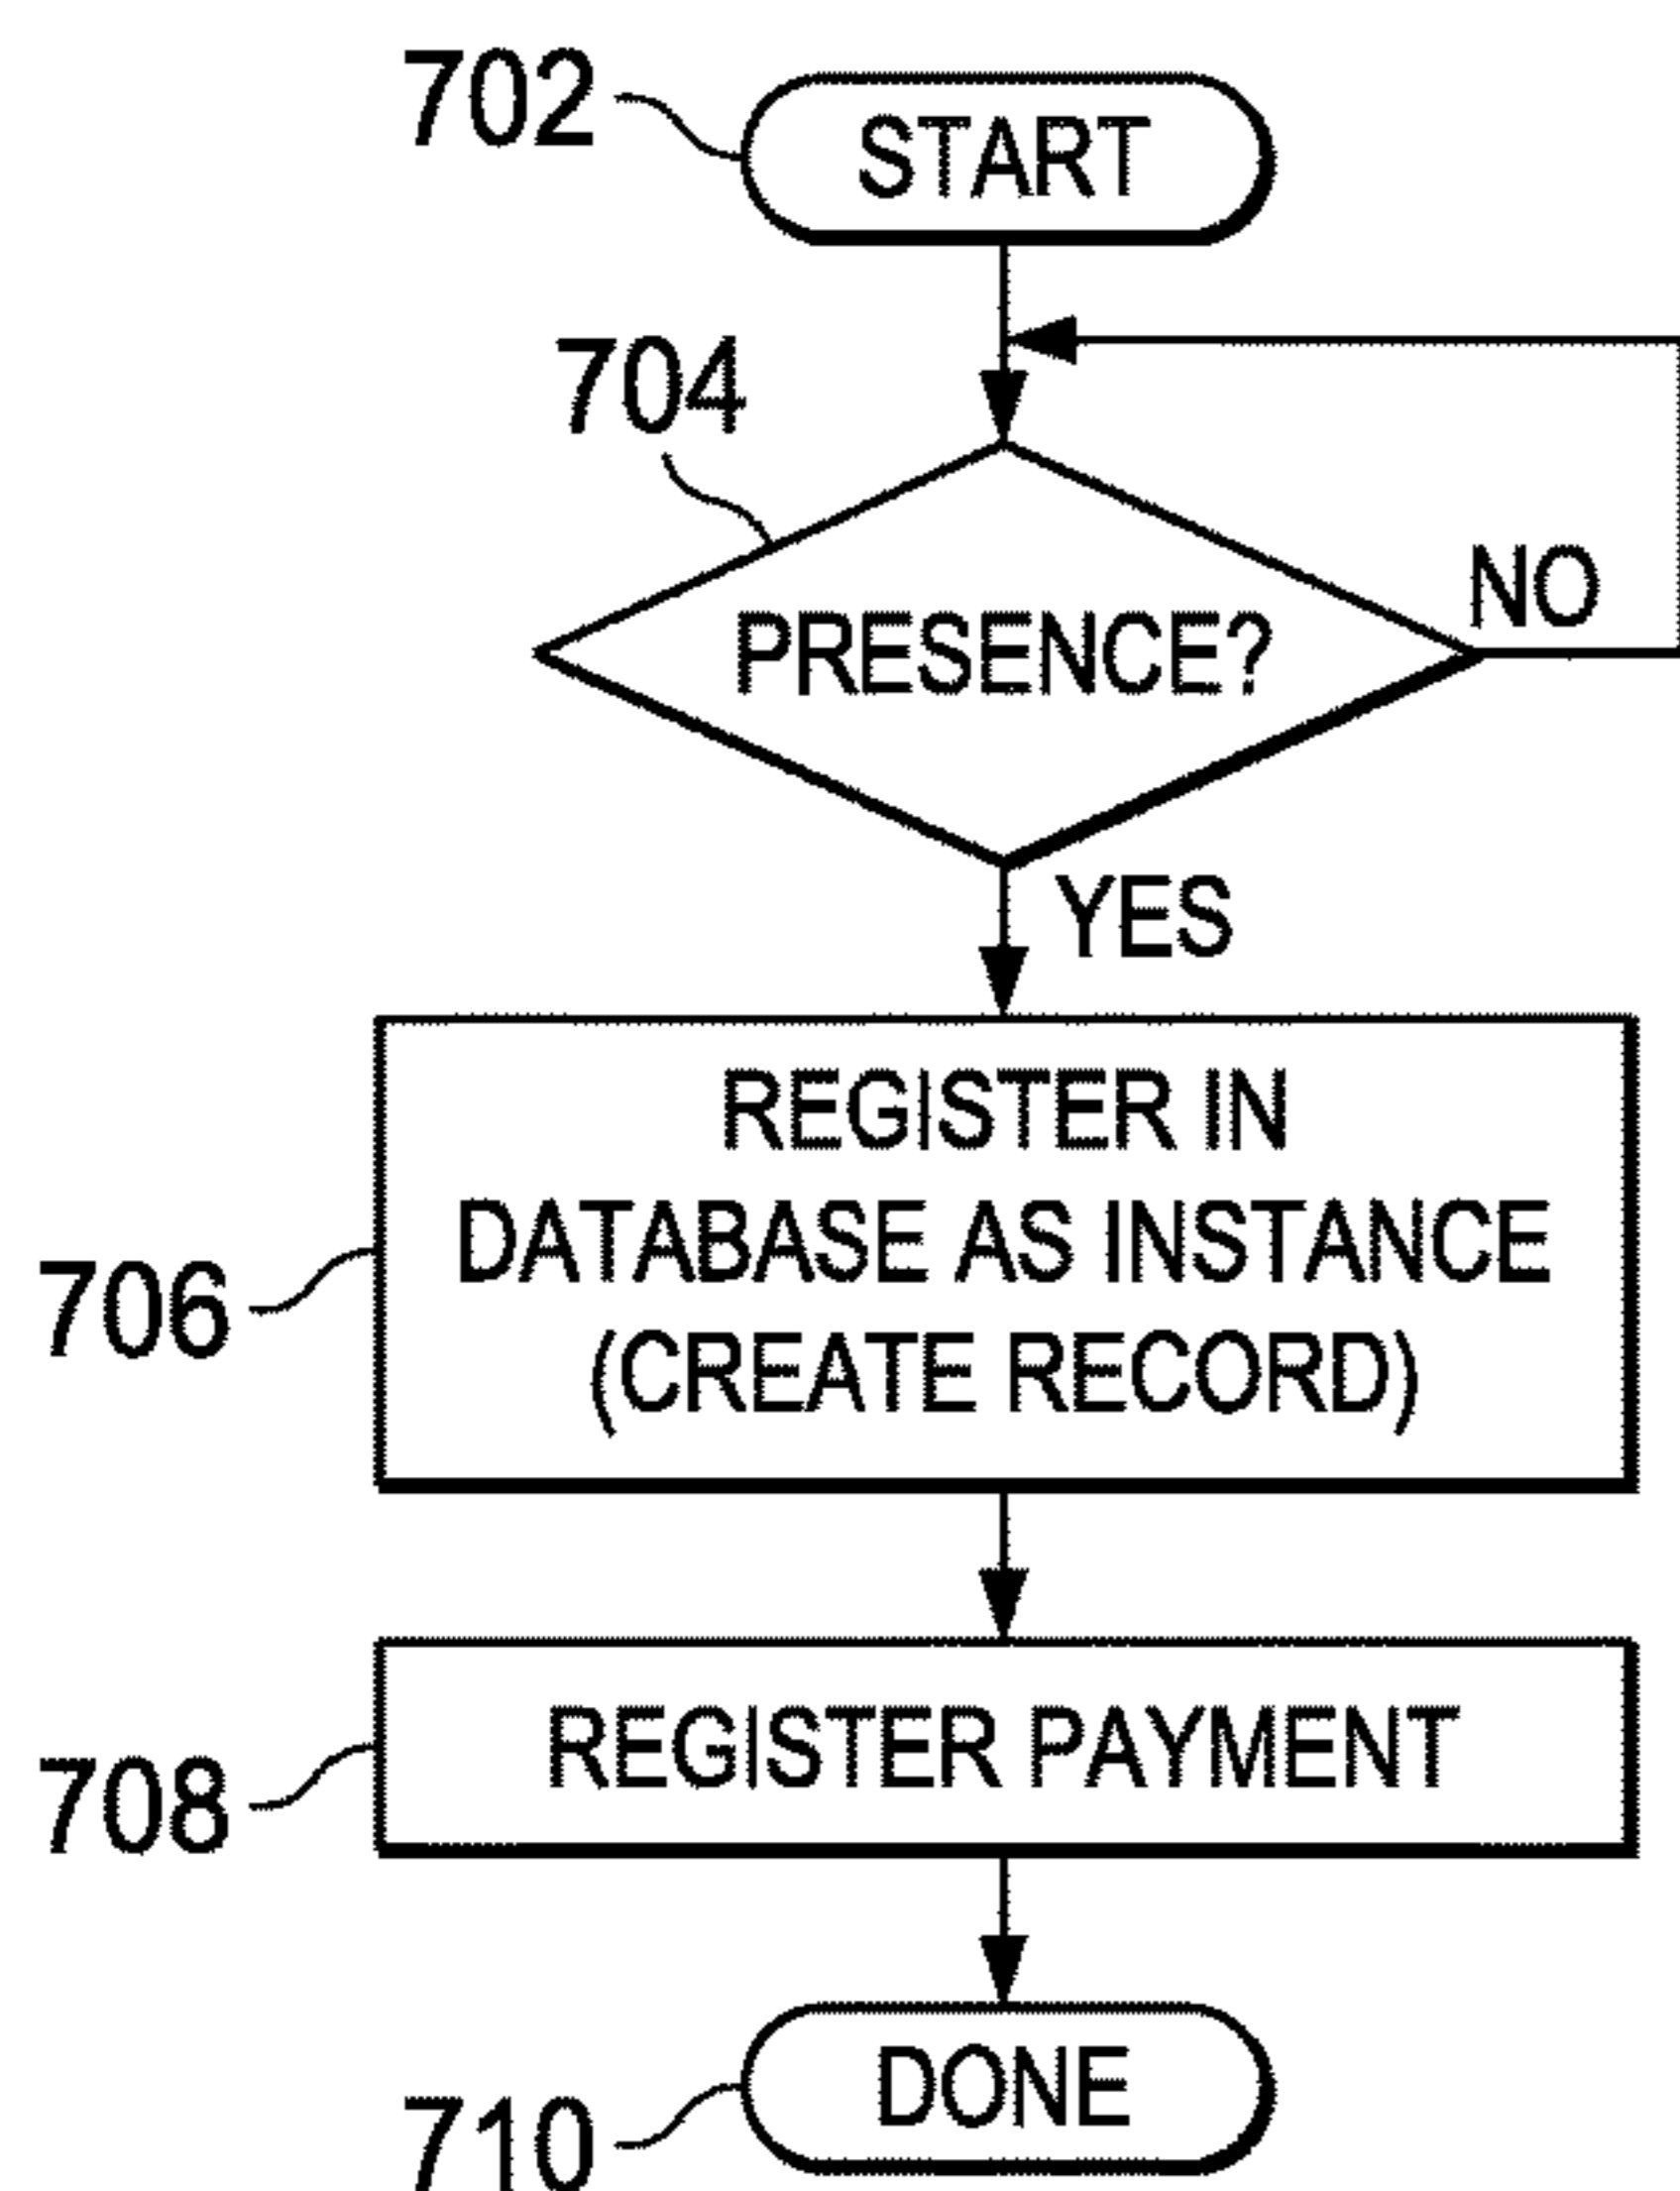 702
START
704
PRESENCE?
NO
YES
706
REGISTER IN
DATABASE AS INSTANCE
(CREATE RECORD)
708
REGISTER PAYMENT
710
DONE